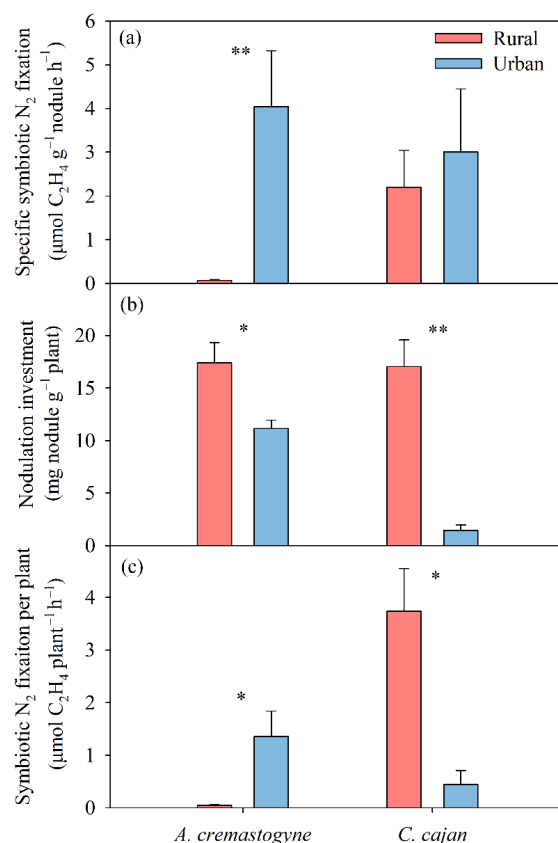 (a)
Rural
Urban
**
Specific symbiotic N₂ fixation
(μmol C₂H₄ g⁻¹ nodule h⁻¹)
6
5
4
3
2
1
0
(b)
*
**
Nodulation investment
(mg nodule g⁻¹ plant)
20
15
10
5
0
(c)
*
*
Symbiotic N₂ fixaiton per plant
(μmol C₂H₄ plant⁻¹ h⁻¹)
4
3
2
1
0
A. cremastogyne
C. cajan